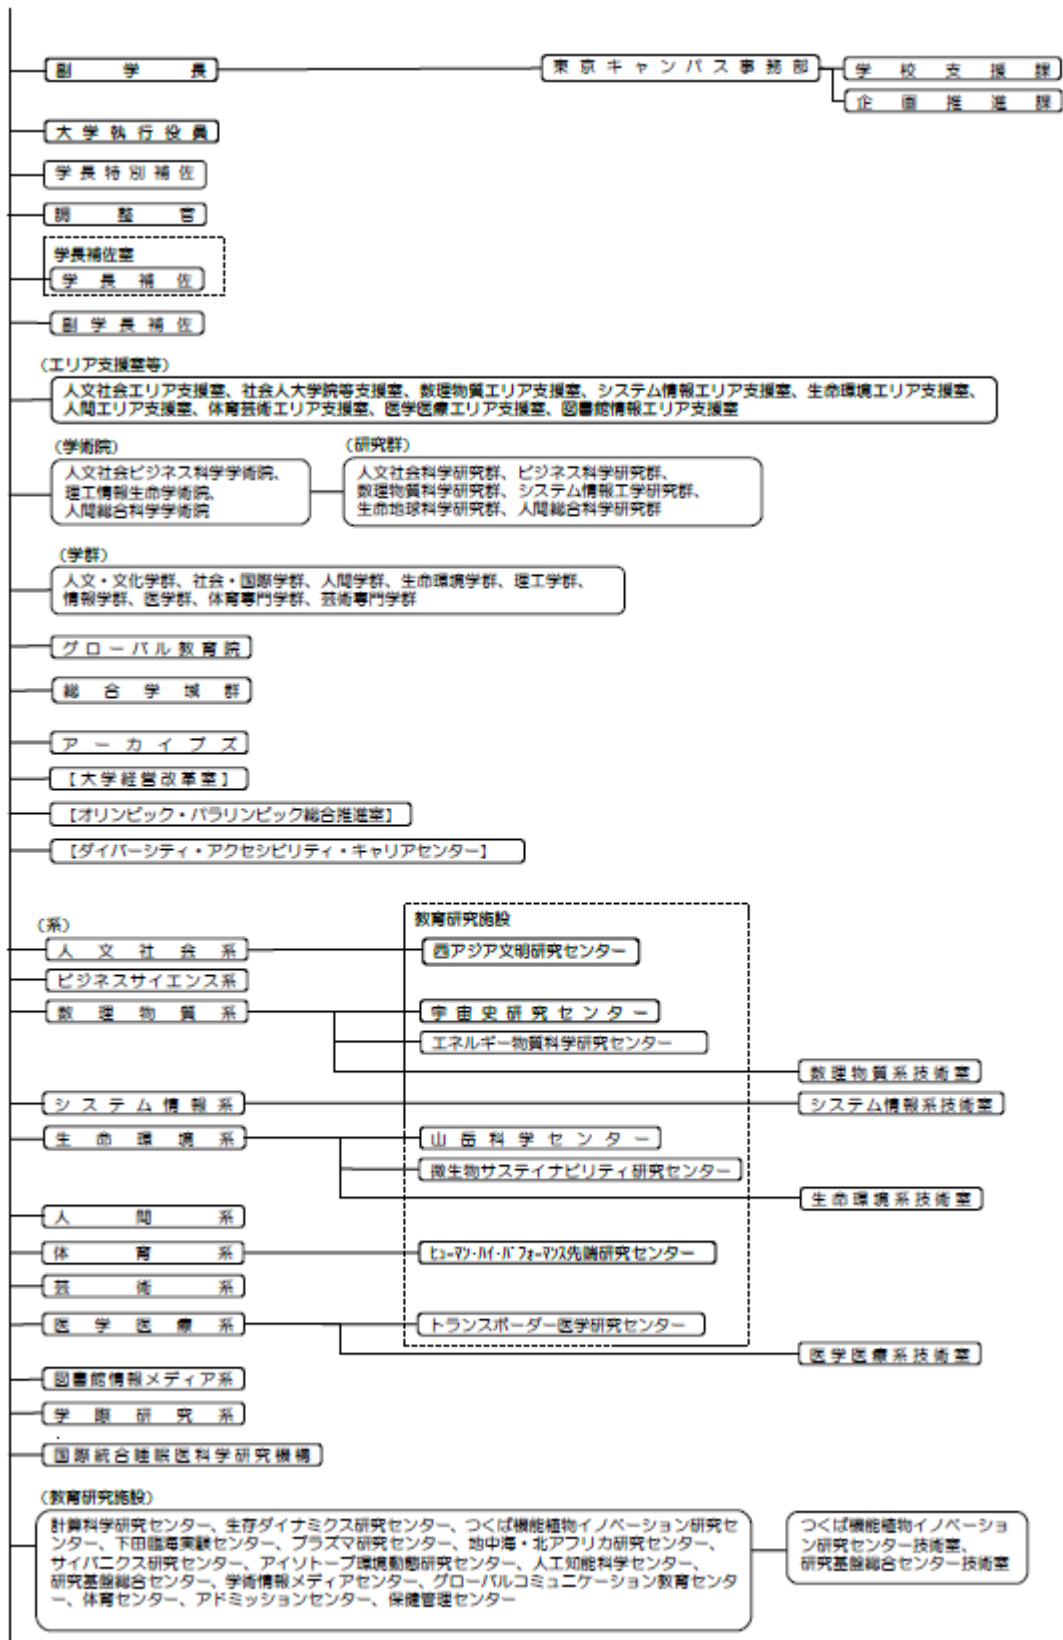 副学長
東京キャンパス事務部
学校支援課
企画推進課
大学執行役員
学長特別補佐
調整官
学長補佐室
学長補佐
副学長補佐
（エリア支援室等）
人文社会エリア支援室、社会人大学院等支援室、数理物質エリア支援室、システム情報エリア支援室、生命環境エリア支援室、
人間エリア支援室、体育芸術エリア支援室、医学医療エリア支援室、図書館情報エリア支援室
（学術院）
人文社会ビジネス科学学術院、
理工情報生命学術院、
人間総合科学学術院
（研究群）
人文社会科学研究群、ビジネス科学研究群、
数理物質科学研究群、システム情報工学研究群、
生命地球科学研究群、人間総合科学研究群
（学群）
人文・文化学群、社会・国際学群、人間学群、生命環境学群、理工学群、
情報学群、医学群、体育専門学群、芸術専門学群
グローバル教育院
総合学域群
アーカイブズ
【大学経営改革室】
【オリンピック・パラリンピック総合推進室】
【ダイバーシティ・アクセシビリティ・キャリアセンター】
（系）
教育研究施設
人文社会系
西アジア文明研究センター
ビジネスサイエンス系
数理物質系
宇宙史研究センター
エネルギー物質科学研究センター
数理物質系技術室
システム情報系
システム情報系技術室
生命環境系
山岳科学センター
微生物サステイナビリティ研究センター
生命環境系技術室
人間系
体育系
ﾋｭｰﾏﾝ･ﾊｲ･ﾊﾟﾌｫｰﾏﾝｽ先端研究センター
芸術系
医学医療系
トランスボーダー医学研究センター
医学医療系技術室
図書館情報メディア系
学際研究系
国際統合睡眠医科学研究機構
（教育研究施設）
計算科学研究センター、生存ダイナミクス研究センター、つくば機能植物イノベーション研究セ
ンター、下田臨海実験センター、プラズマ研究センター、地中海・北アフリカ研究センター、
サイバニクス研究センター、アイソトープ環境動態研究センター、人工知能科学センター、
研究基盤総合センター、学術情報メディアセンター、グローバルコミュニケーション教育センタ
ー、体育センター、アドミッションセンター、保健管理センター
つくば機能植物イノベーショ
ン研究センター技術室、
研究基盤総合センター技術室